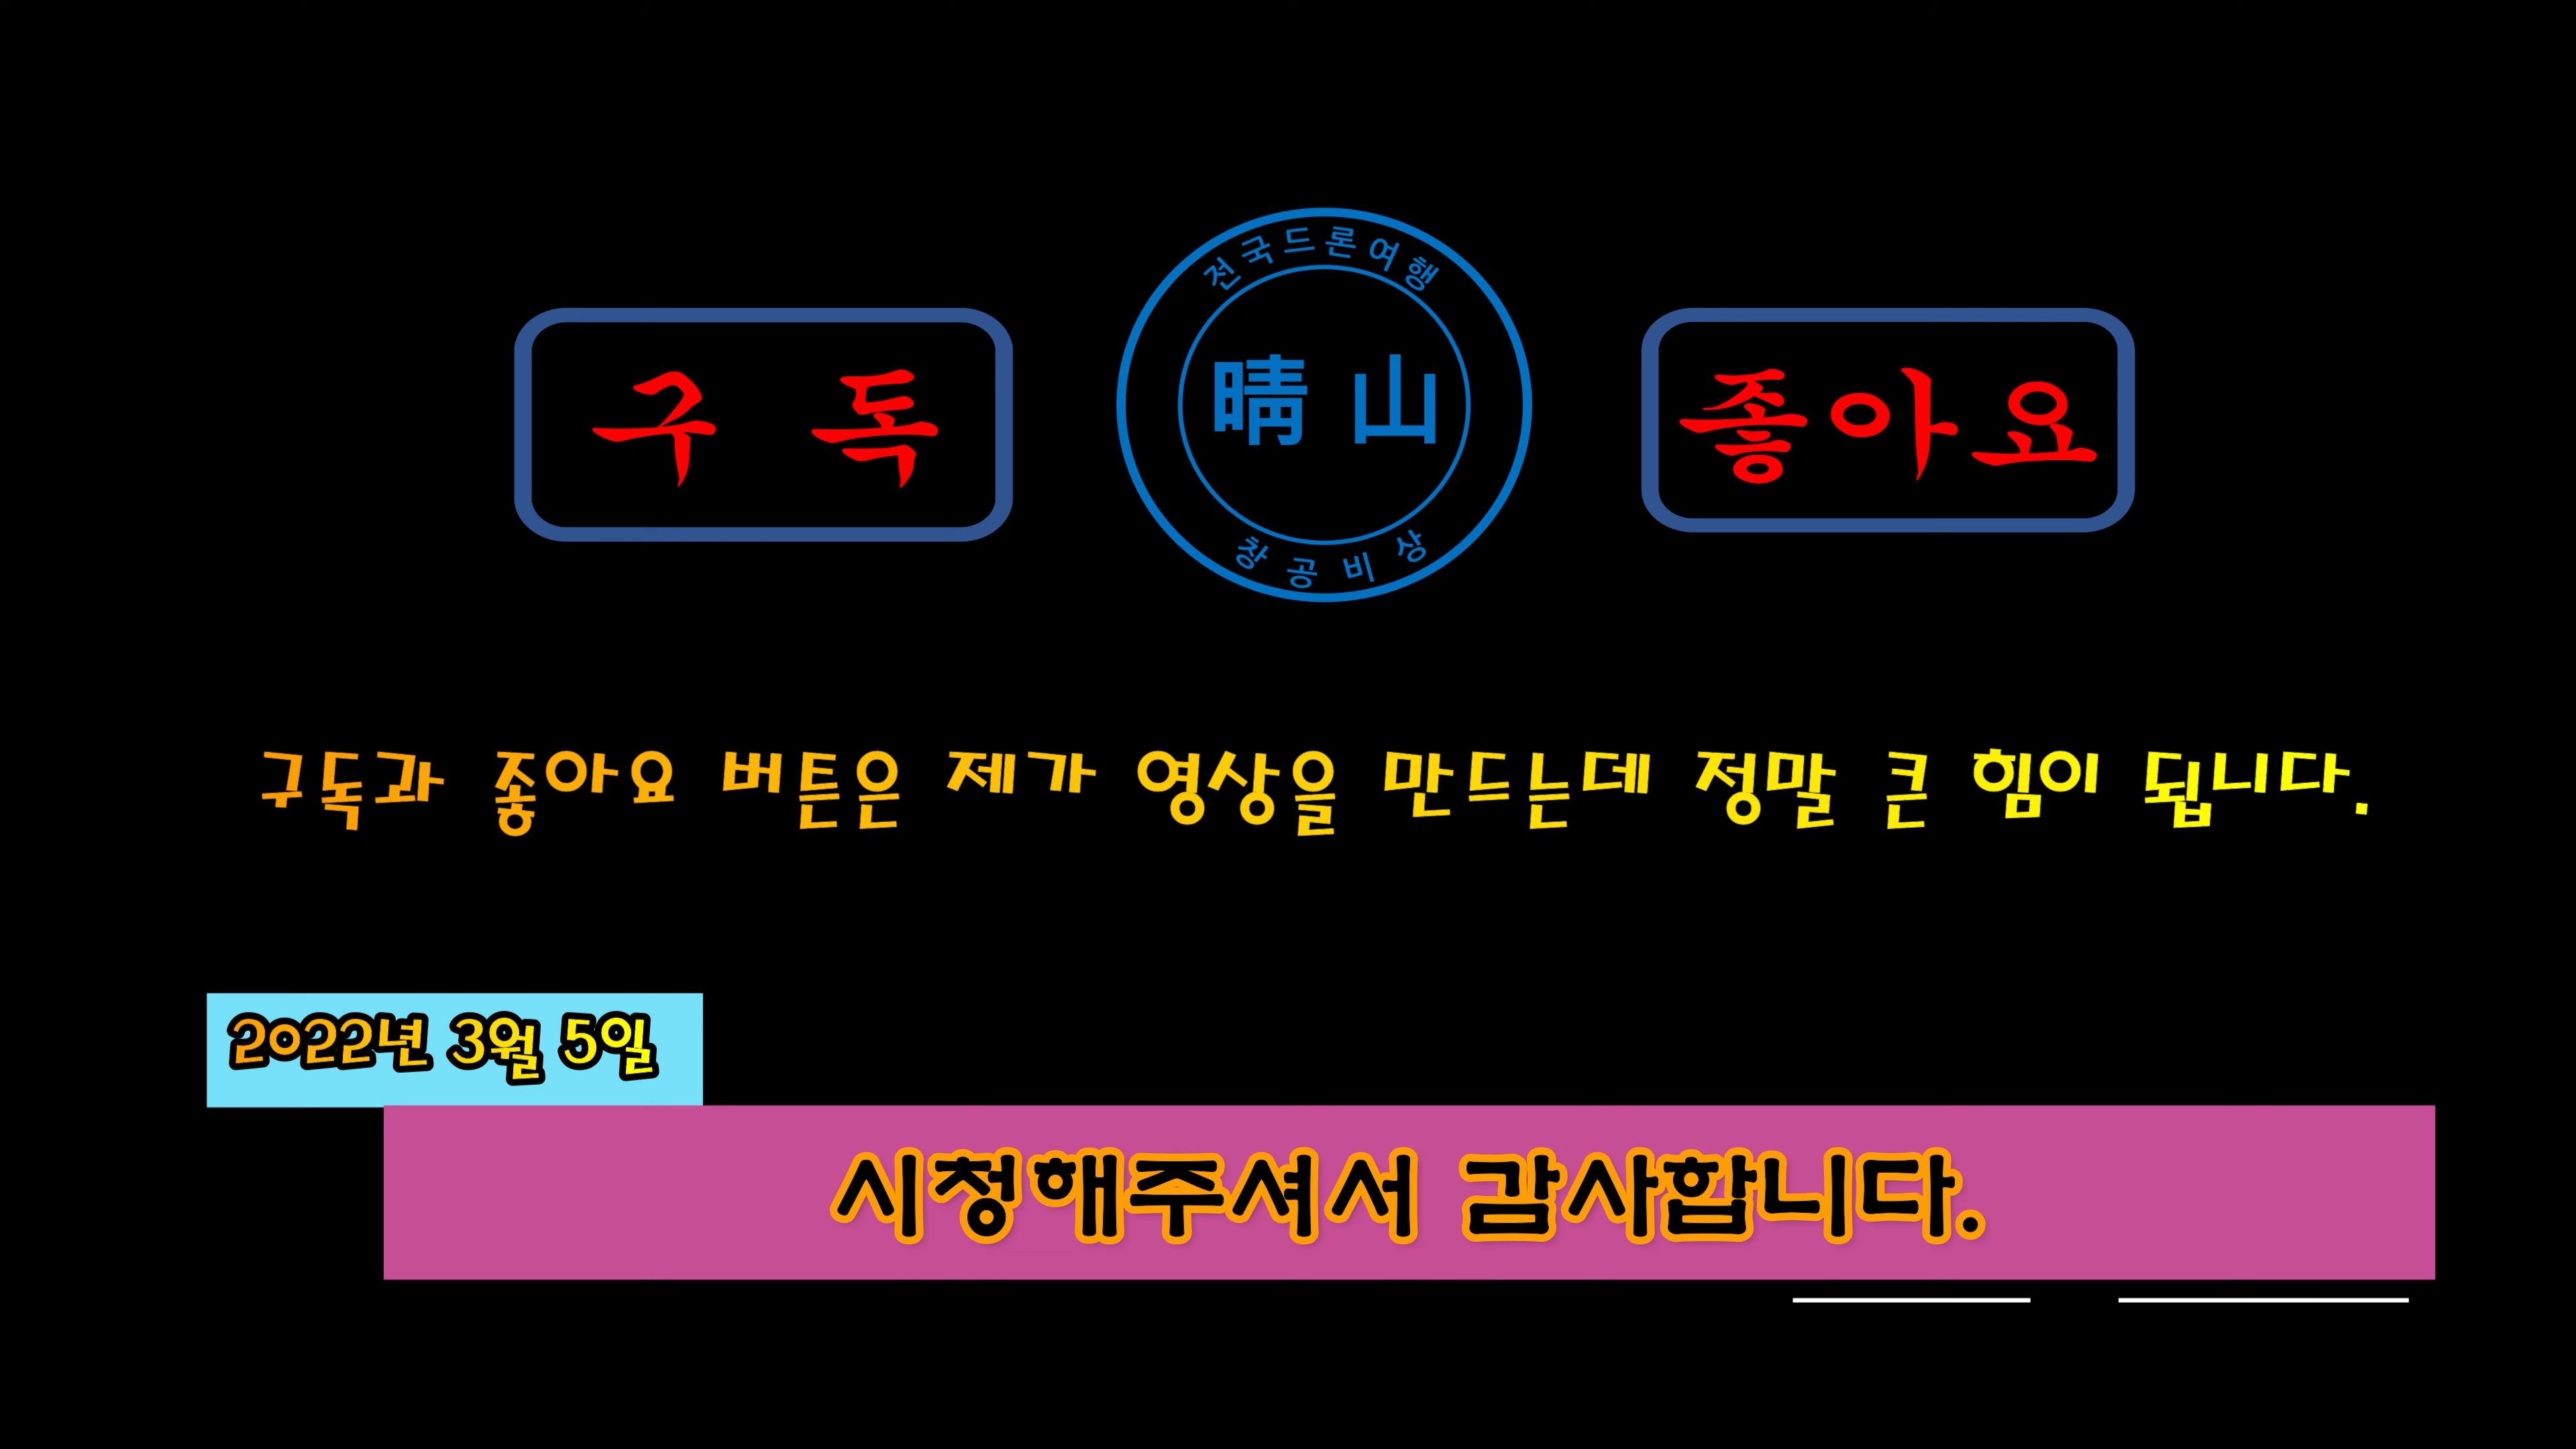 전국드론여행
구 독
晴 山
좋아요
창공비상
구독과 좋아요 버튼은 제가 영상을 만드는데 정말 큰 힘이 됩니다.
2022년 3월 5일
시청해주셔서 감사합니다.